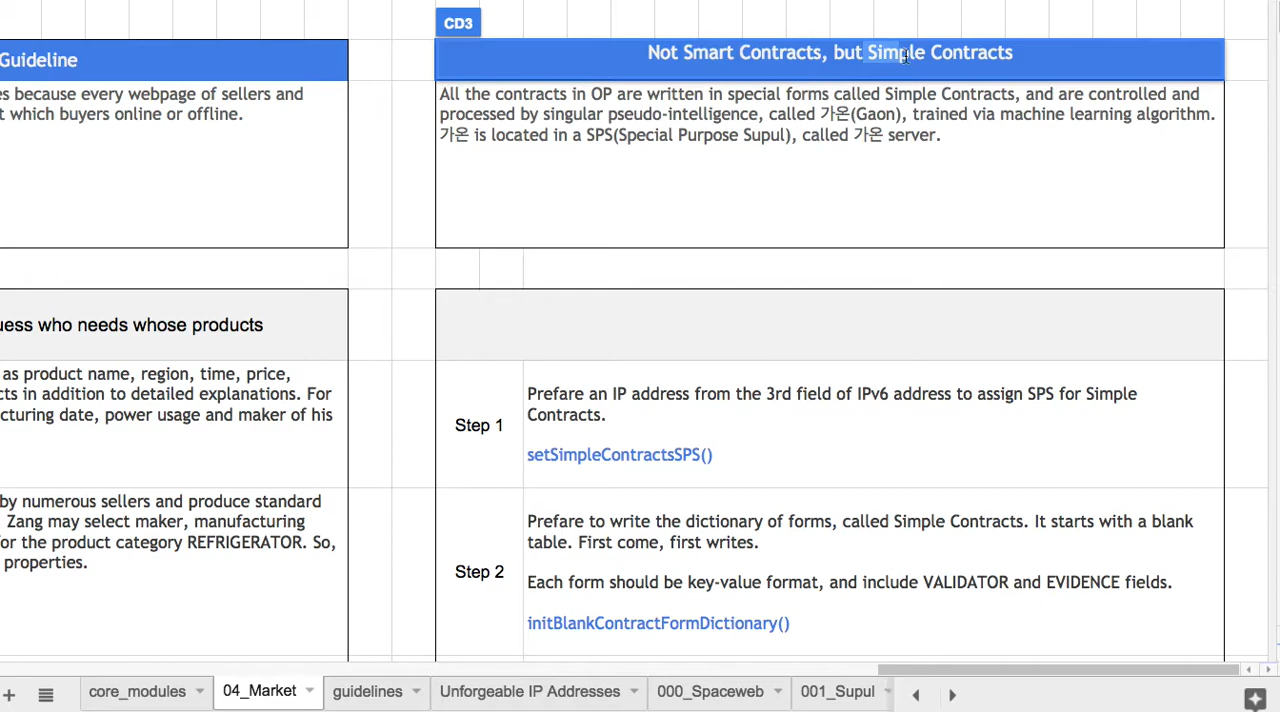 CD3
Guideline
Not Smart Contracts, but Simple Contracts
es because every webpage of sellers and
t which buyers online or offline.
All the contracts in OP are written in special forms called Simple Contracts, and are controlled and
processed by singular pseudo-intelligence, called 가온(Gaon), trained via machine learning algorithm.
가온 is located in a SPS(Special Purpose Supul), called 가온 server.
uess who needs whose products
as product name, region, time, price,
cts in addition to detailed explanations. For
cturing date, power usage and maker of his
Step 1
Prefare an IP address from the 3rd field of IPv6 address to assign SPS for Simple
Contracts.
setSimpleContractsSPS()
by numerous sellers and produce standard
Zang may select maker, manufacturing
or the product category REFRIGERATOR. So,
properties.
Step 2
Prefare to write the dictionary of forms, called Simple Contracts. It starts with a blank
table. First come, first writes.
Each form should be key-value format, and include VALIDATOR and EVIDENCE fields.
initBlankContractFormDictionary()
core_modules
04_Market
guidelines
Unforgeable IP Addresses
000_Spaceweb
001_Supul